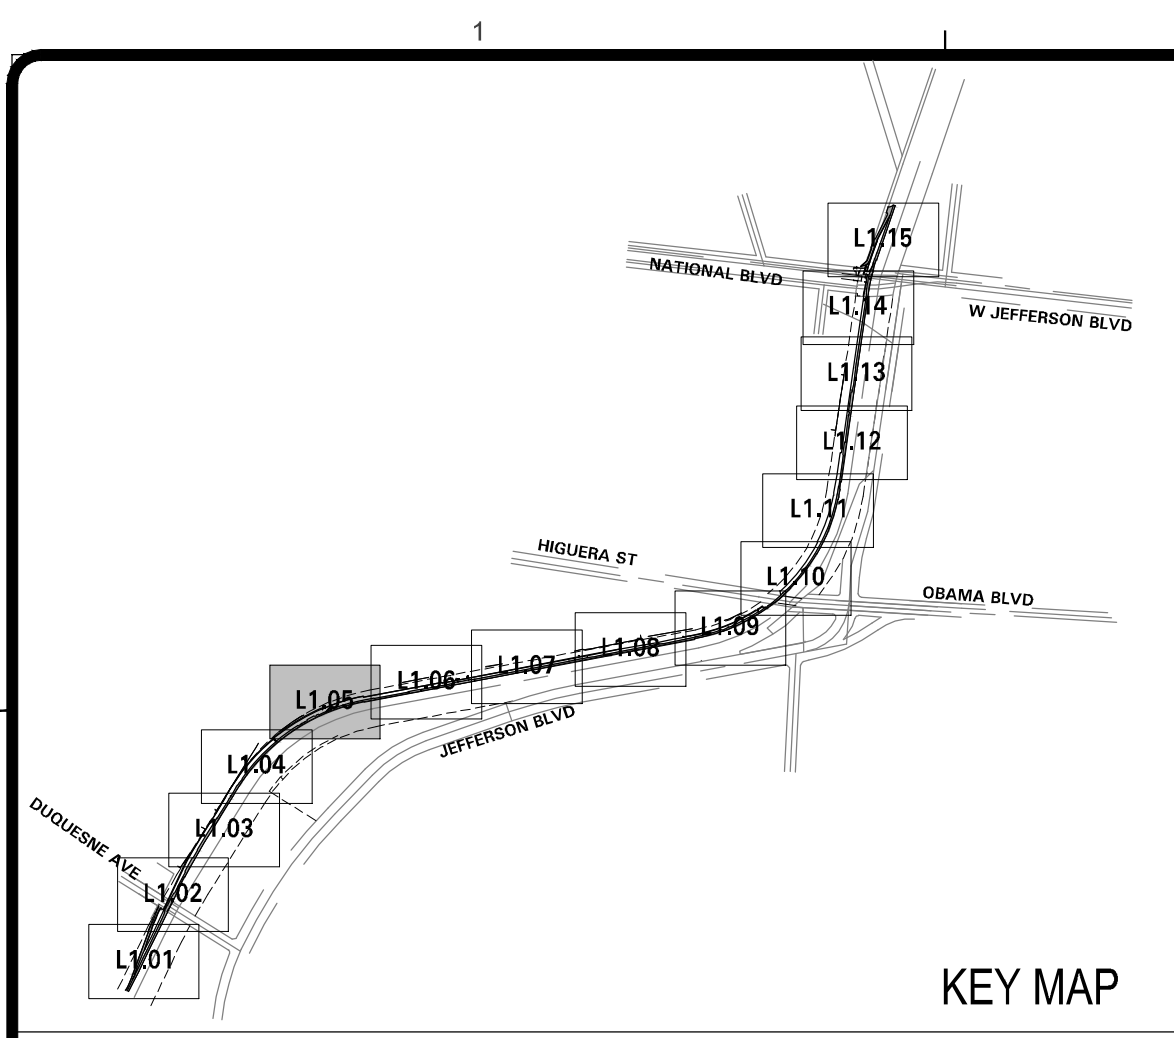 1
L1.15
NATIONAL BLVD
L1.14
W JEFFERSON BLVD
L1.13
L1.12
L1.11
HIGUERA ST
L1.10
OBAMA BLVD
L1.09
L1.08
L1.07
L1.06
L1.05
JEFFERSON BLVD
L1.04
L1.03
DUQUESNE AVE
L1.02
L1.01
KEY MAP